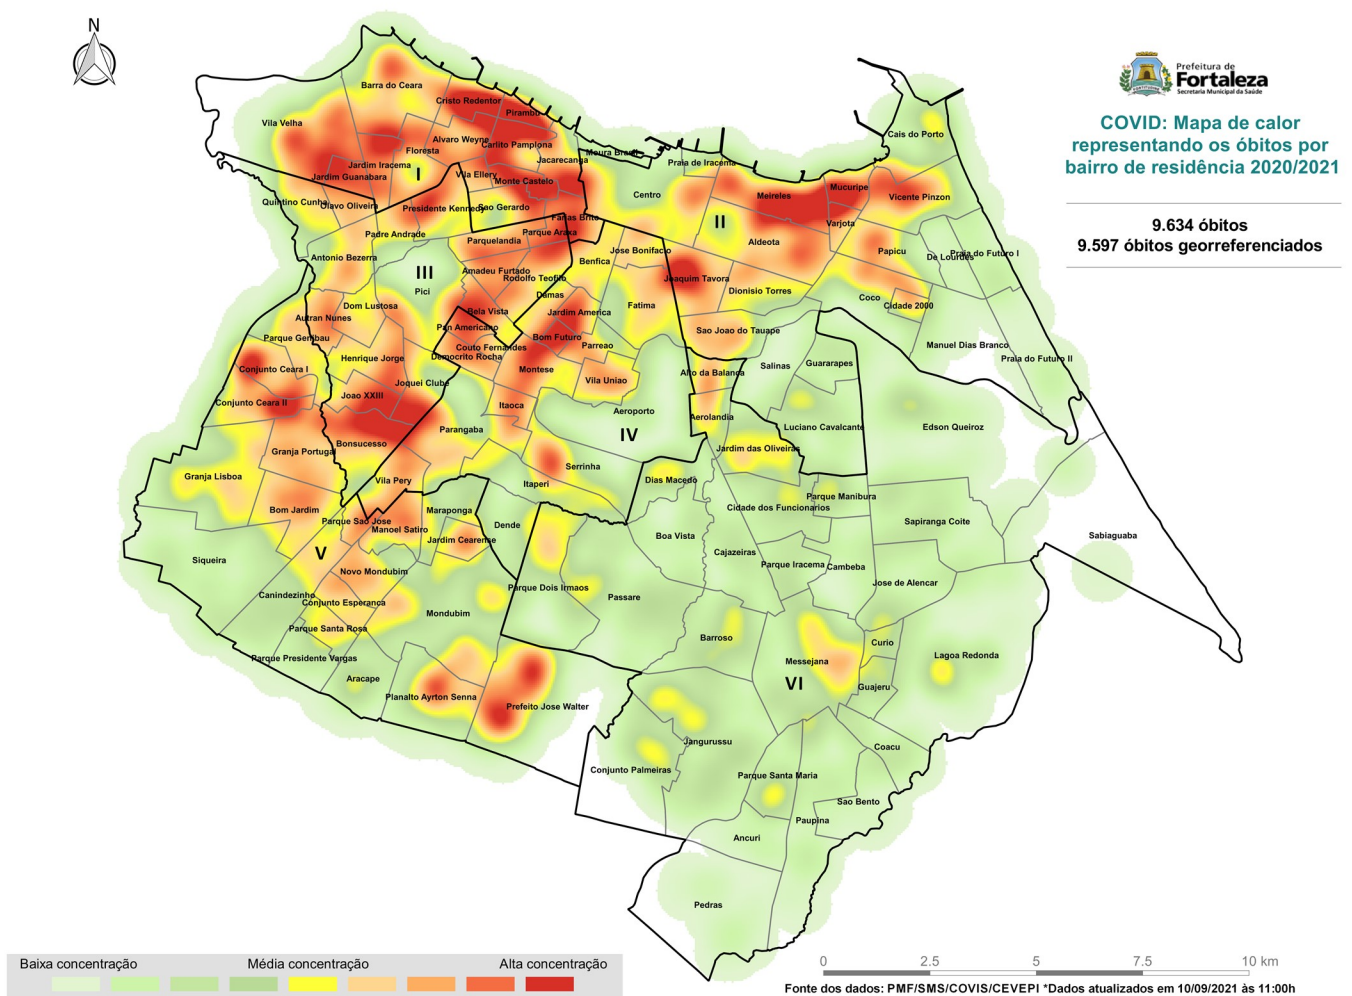 N
Prefeitura de
Fortaleza
Secretaria Municipal da Saúde
COVID: Mapa de calor
representando os óbitos por
bairro de residência 2020/2021
9.634 óbitos
9.597 óbitos georreferenciados
Barra do Ceara
Cristo Redentor
Pirambu
Vila Velha
Alvaro Weyne
Carlito Pamplona
Floresta
Jacarecanga
Moura Brasil
Cais do Porto
Jardim Iracema
Praia de Iracema
Jardim Guanabara
I
Vila Ellery
Monte Castelo
Centro
Meireles
Mucuripe
Vicente Pinzon
Quintino Cunha
Olavo Oliveira
Presidente Kennedy
Sao Gerardo
Farias Brito
II
Varjota
Padre Andrade
Parque Araxa
Parquelandia
Aldeota
Jose Bonifacio
Papicu
De Lourdes
Praia do Futuro I
Antonio Bezerra
Benfica
III
Amadeu Furtado
Rodolfo Teofilo
Joaquim Tavora
Pici
Damas
Dionisio Torres
Coco
Cidade 2000
Dom Lustosa
Bela Vista
Jardim America
Fatima
Autran Nunes
Pan Americano
Sao Joao do Tauape
Parque Genibau
Bom Futuro
Parreao
Couto Fernandes
Manuel Dias Branco
Henrique Jorge
Democrito Rocha
Praia do Futuro II
Conjunto Ceara I
Montese
Alto da Balanca
Salinas
Guararapes
Joquei Clube
Vila Uniao
Joao XXIII
Conjunto Ceara II
Itaoca
Aeroporto
Aerolandia
Parangaba
IV
Luciano Cavalcante
Edson Queiroz
Bonsucesso
Granja Portugal
Jardim das Oliveiras
Serrinha
Granja Lisboa
Vila Pery
Itaperi
Dias Macedo
Parque Manibura
Bom Jardim
Maraponga
Cidade dos Funcionarios
Parque Sao Jose
Manoel Satiro
Dende
Sapiranga Coite
Jardim Cearense
Boa Vista
Sabiaguaba
V
Siqueira
Cajazeiras
Novo Mondubim
Parque Iracema
Cambeba
Jose de Alencar
Parque Dois Irmaos
Canindezinho
Conjunto Esperanca
Passare
Mondubim
Parque Santa Rosa
Barroso
Curio
Parque Presidente Vargas
Messejana
Lagoa Redonda
Aracape
VI
Guajeru
Planalto Ayrton Senna
Prefeito Jose Walter
Jangurussu
Coacu
Conjunto Palmeiras
Parque Santa Maria
Sao Bento
Paupina
Ancuri
Pedras
Baixa concentração
Média concentração
Alta concentração
0 2.5 5 7.5 10 km
Fonte dos dados: PMF/SMS/COVIS/CEVEPI *Dados atualizados em 10/09/2021 às 11:00h